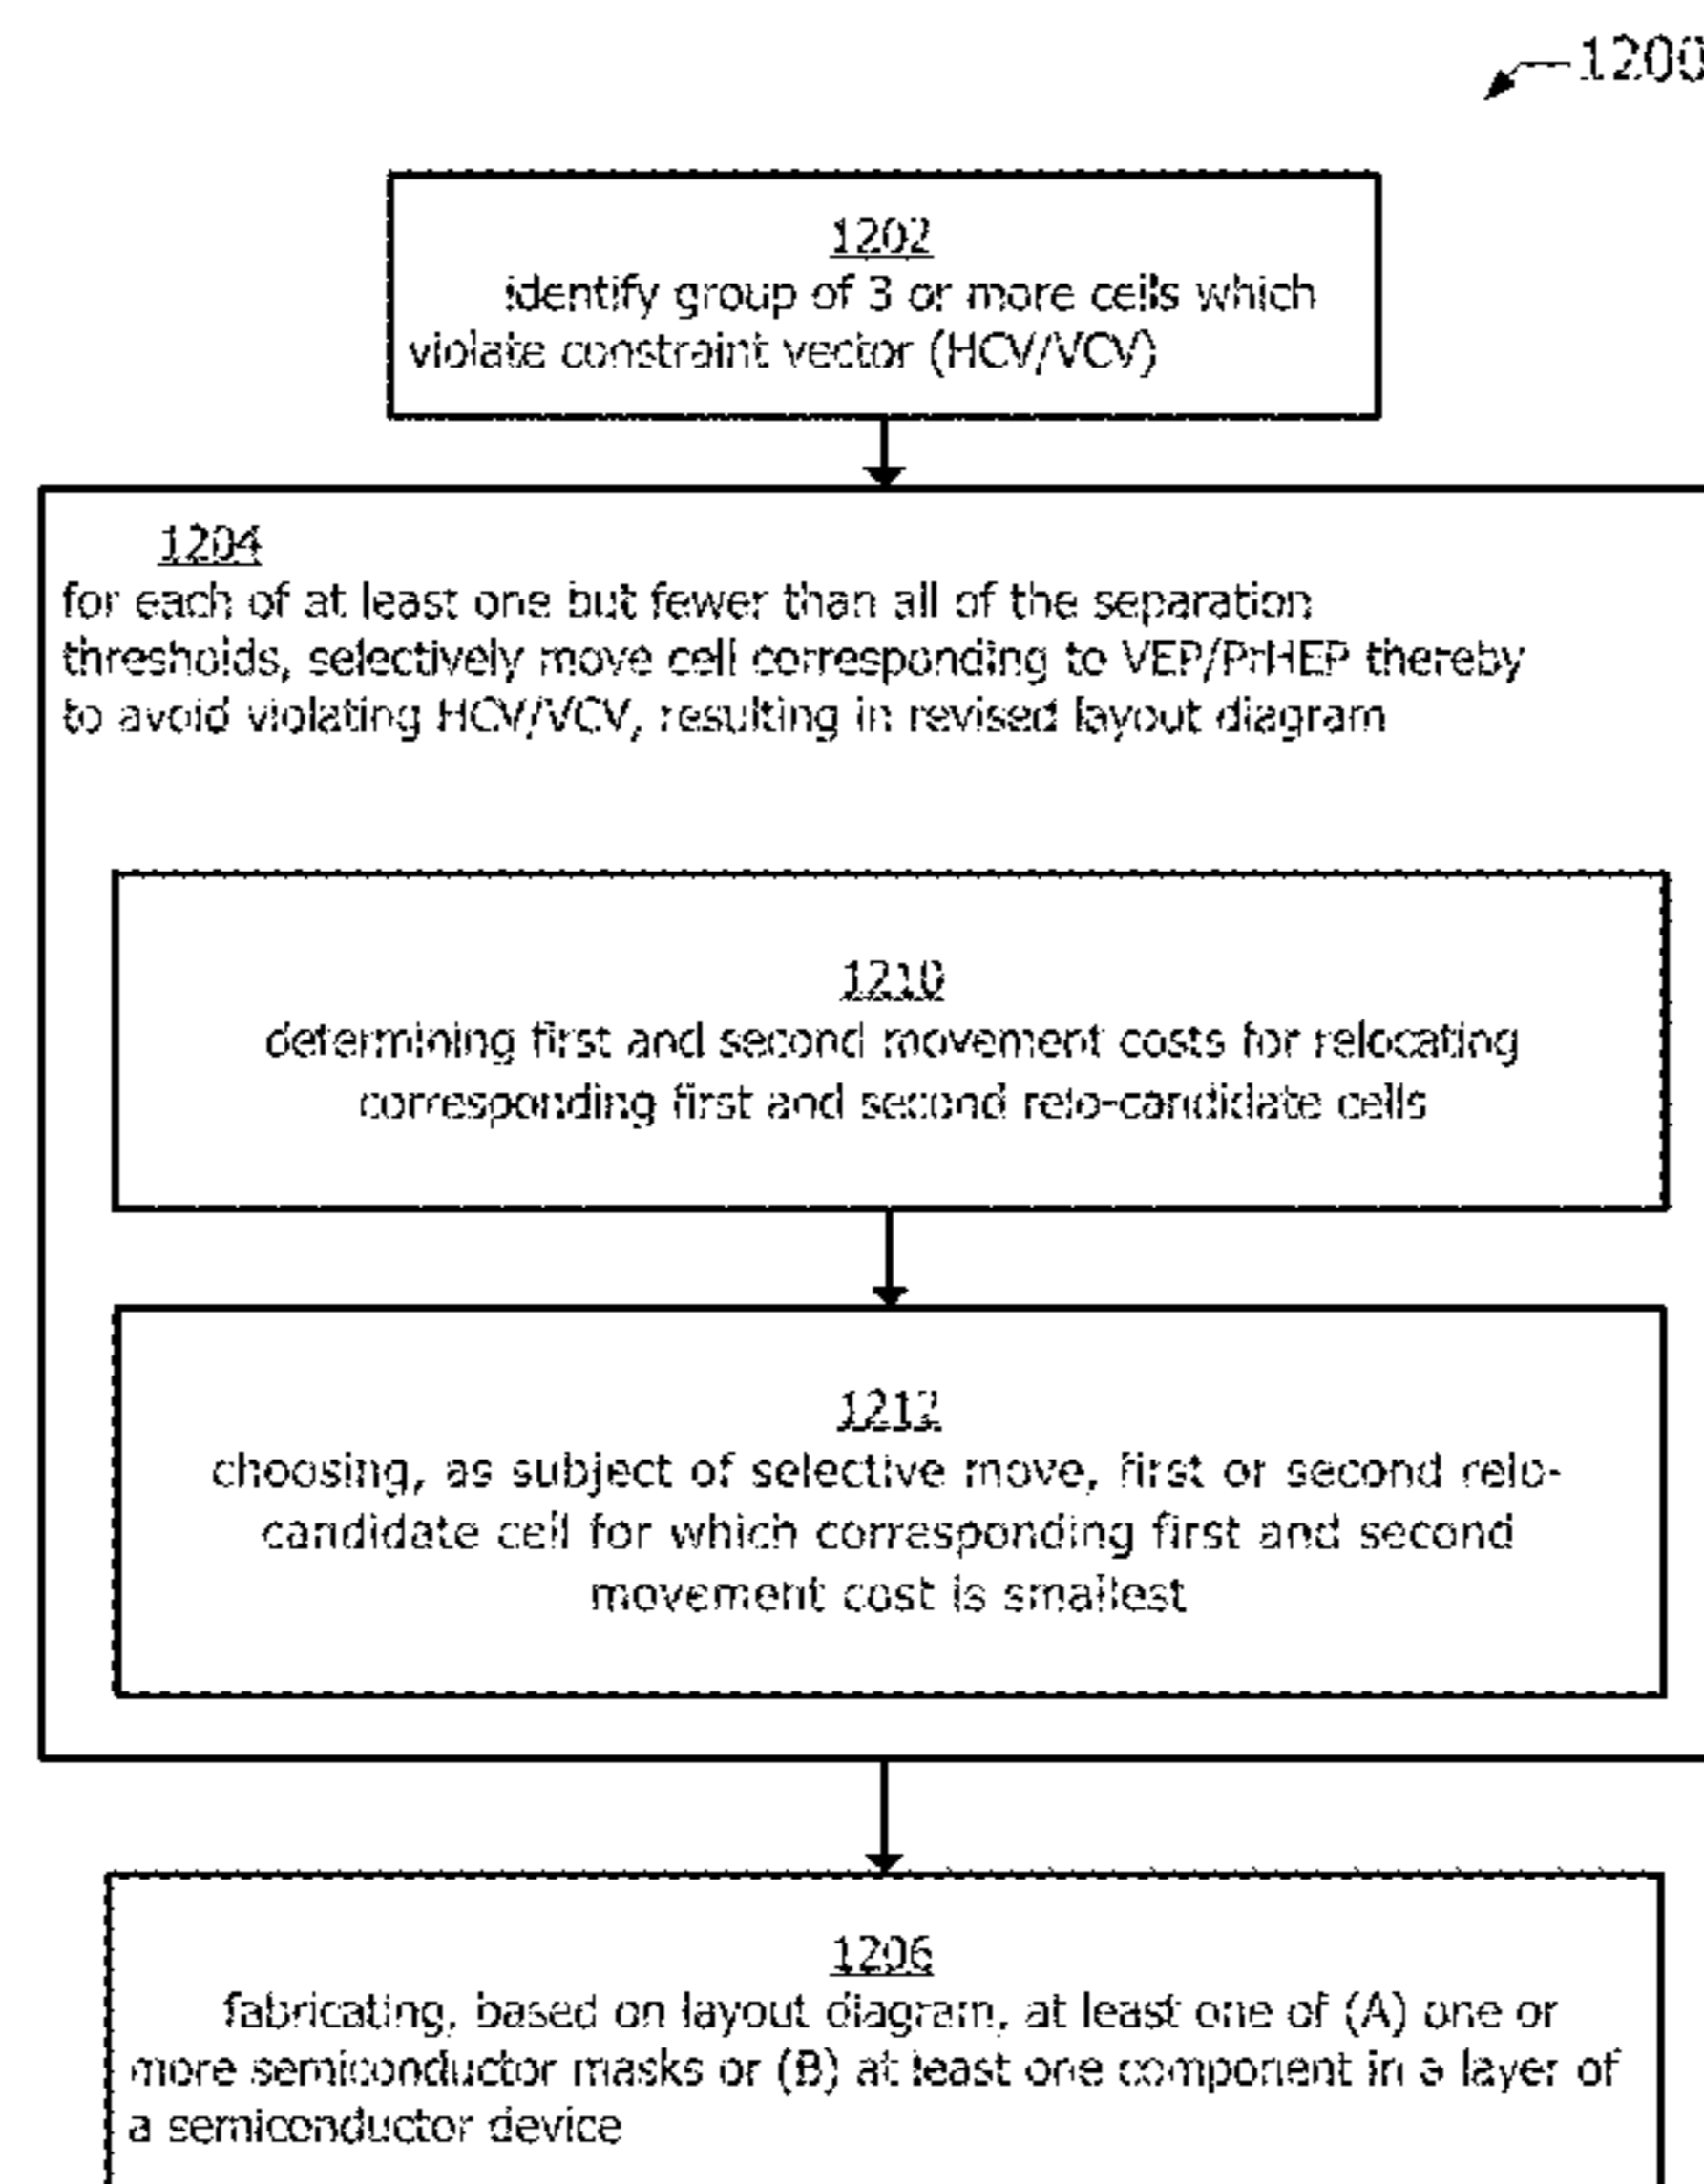 1200
1202
identify group of 3 or more cells which
violate constraint vector (HCV/VCV)
1204
for each of at least one but fewer than all of the separation
thresholds, selectively move cell corresponding to VEP/PrHEP thereby
to avoid violating HCV/VCV, resulting in revised layout diagram
1210
determining first and second movement costs for relocating
corresponding first and second relo-candidate cells
1212
choosing, as subject of selective move, first or second relo-
candidate cell for which corresponding first and second
movement cost is smallest
1206
fabricating, based on layout diagram, at least one of (A) one or
more semiconductor masks or (B) at least one component in a layer of
a semiconductor device